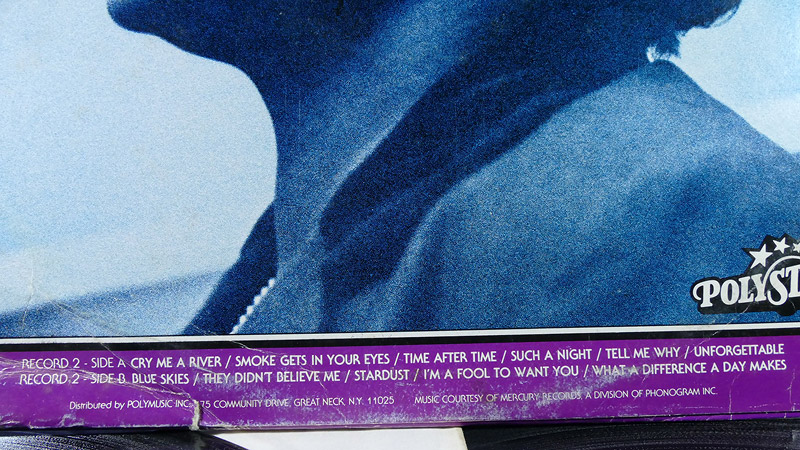 POLYST
RECORD 2 - SIDE A CRY ME A RIVER / SMOKE GETS IN YOUR EYES / TIME AFTER TIME / SUCH A NIGHT / TELL ME WHY / UNFORGETTABLE
RECORD 2 - SIDE B. BLUE SKIES / THEY DIDN'T BELIEVE ME / STARDUST / I'M A FOOL TO WANT YOU / WHAT A DIFFERENCE A DAY MAKES
Distributed by POLYMUSIC INC. 175 COMMUNITY DRIVE, GREAT NECK, N.Y. 11025 MUSIC COURTESY OF MERCURY RECORDS, A DIVISION OF PHONOGRAM INC.